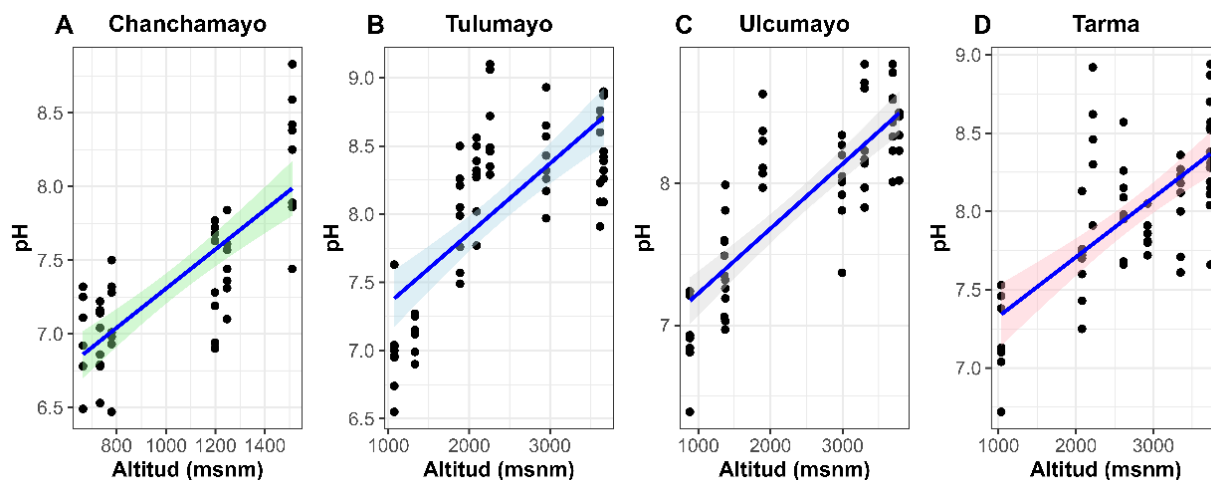 A Chanchamayo
pH
8.5
8.0
7.5
7.0
6.5
800 1000 1200 1400
Altitud (msnm)
B Tulumayo
pH
9.0
8.5
8.0
7.5
7.0
6.5
1000 2000 3000
Altitud (msnm)
C Ulcumayo
pH
8
7
1000 2000 3000
Altitud (msnm)
D Tarma
pH
9.0
8.5
8.0
7.5
7.0
1000 2000 3000
Altitud (msnm)